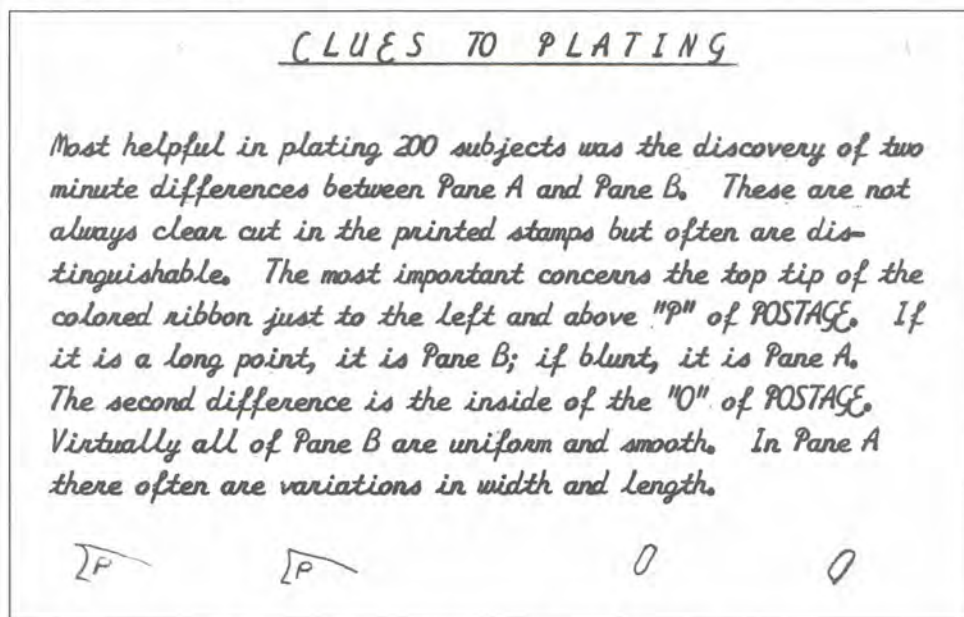 CLUES TO PLATING
Most helpful in plating 200 subjects was the discovery of two
minute differences between Pane A and Pane B. These are not
always clear cut in the printed stamps but often are dis-
tinguishable. The most important concerns the top tip of the
colored ribbon just to the left and above "P" of POSTAGE. If
it is a long point, it is Pane B; if blunt, it is Pane A.
The second difference is the inside of the "O" of POSTAGE.
Virtually all of Pane B are uniform and smooth. In Pane A
there often are variations in width and length.
P P O O